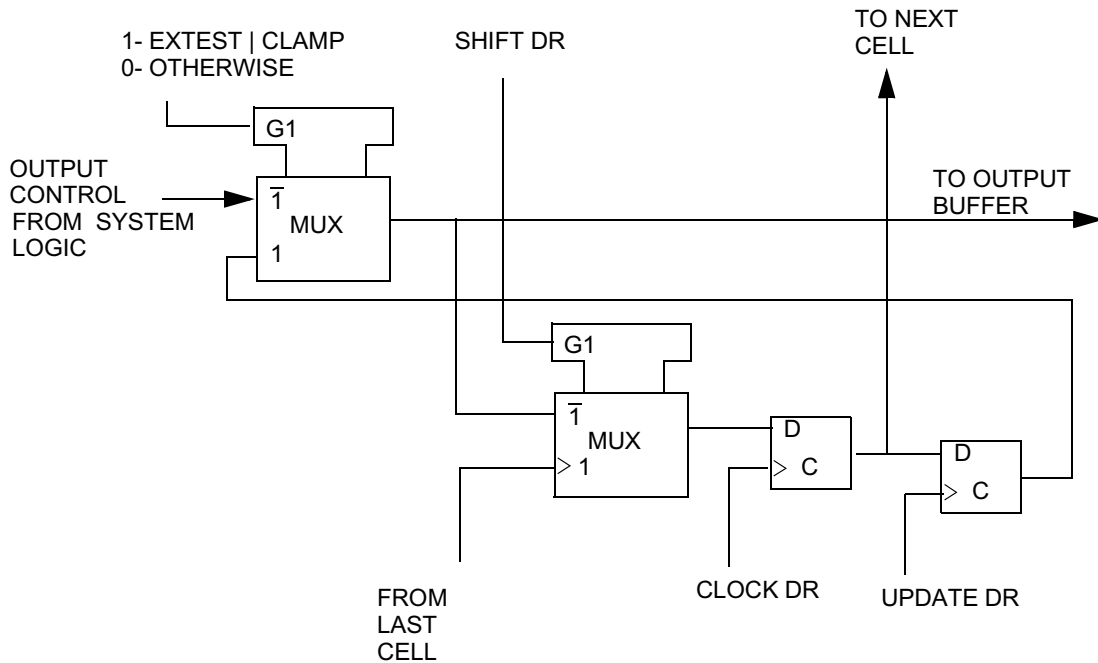 1- EXTEST | CLAMP
0- OTHERWISE
SHIFT DR
TO NEXT
CELL
G1
OUTPUT
CONTROL
FROM SYSTEM
LOGIC
1̅
MUX
1
TO OUTPUT
BUFFER
G1
1̅
MUX
1
D
C
D
C
FROM
LAST
CELL
CLOCK DR
UPDATE DR